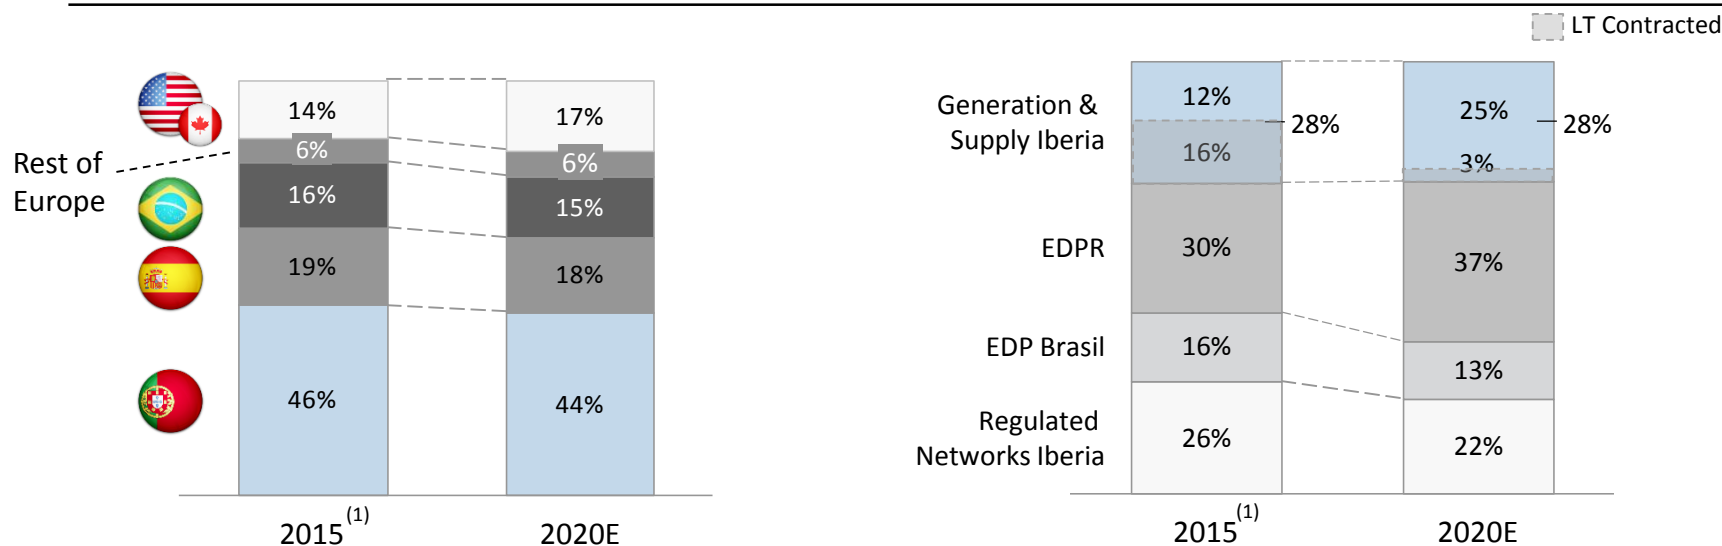 LT Contracted
14%
17%
6%
6%
Rest of
Europe
16%
15%
19%
18%
46%
44%
2015(1)
2020E
Generation &
Supply Iberia
12%
28%
16%
25%
28%
3%
EDPR
30%
37%
EDP Brasil
16%
13%
Regulated
Networks Iberia
26%
22%
2015(1)
2020E